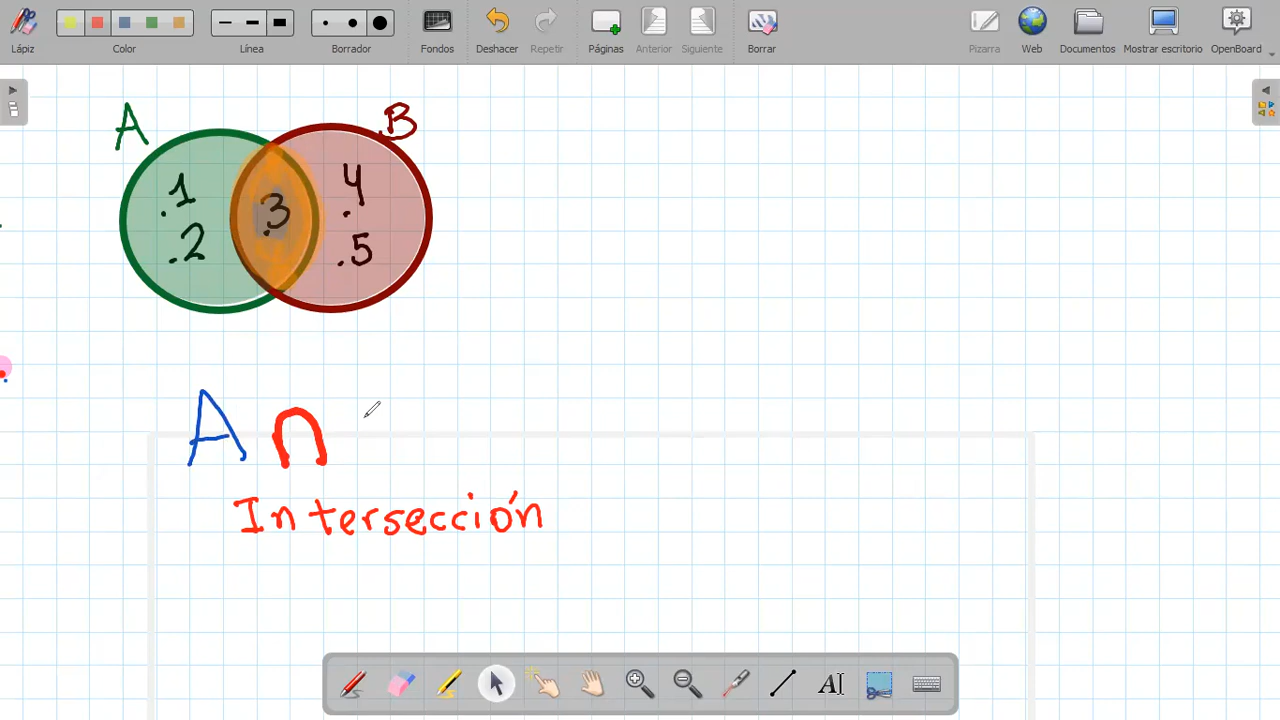 Lápiz Color Línea Borrador Fondos Deshacer Repetir Páginas Anterior Siguiente Borrar Pizarra Web Documentos Mostrar escritorio OpenBoard
A B
.1 .3 4
.2 . .5
A ∩
Intersección
AI